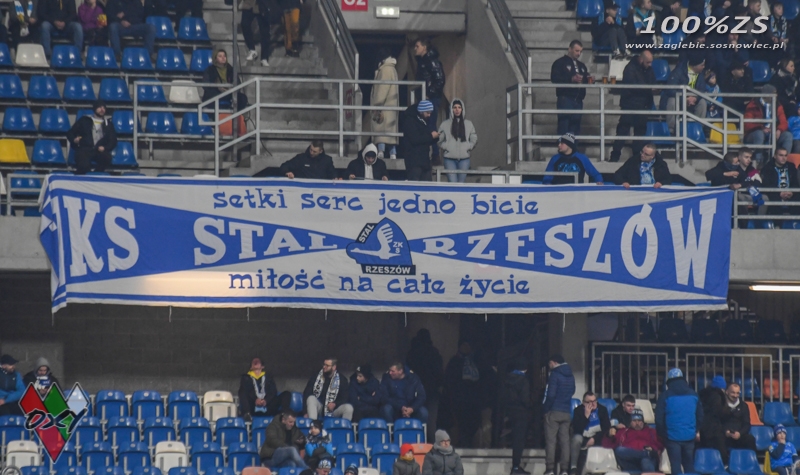 100%ZS
www.zaglebie.sosnowiec.pl
setki serc jedno bicie
KS STAL RZESZÓW
STAL
ZKS
RZESZÓW
miłość na całe życie